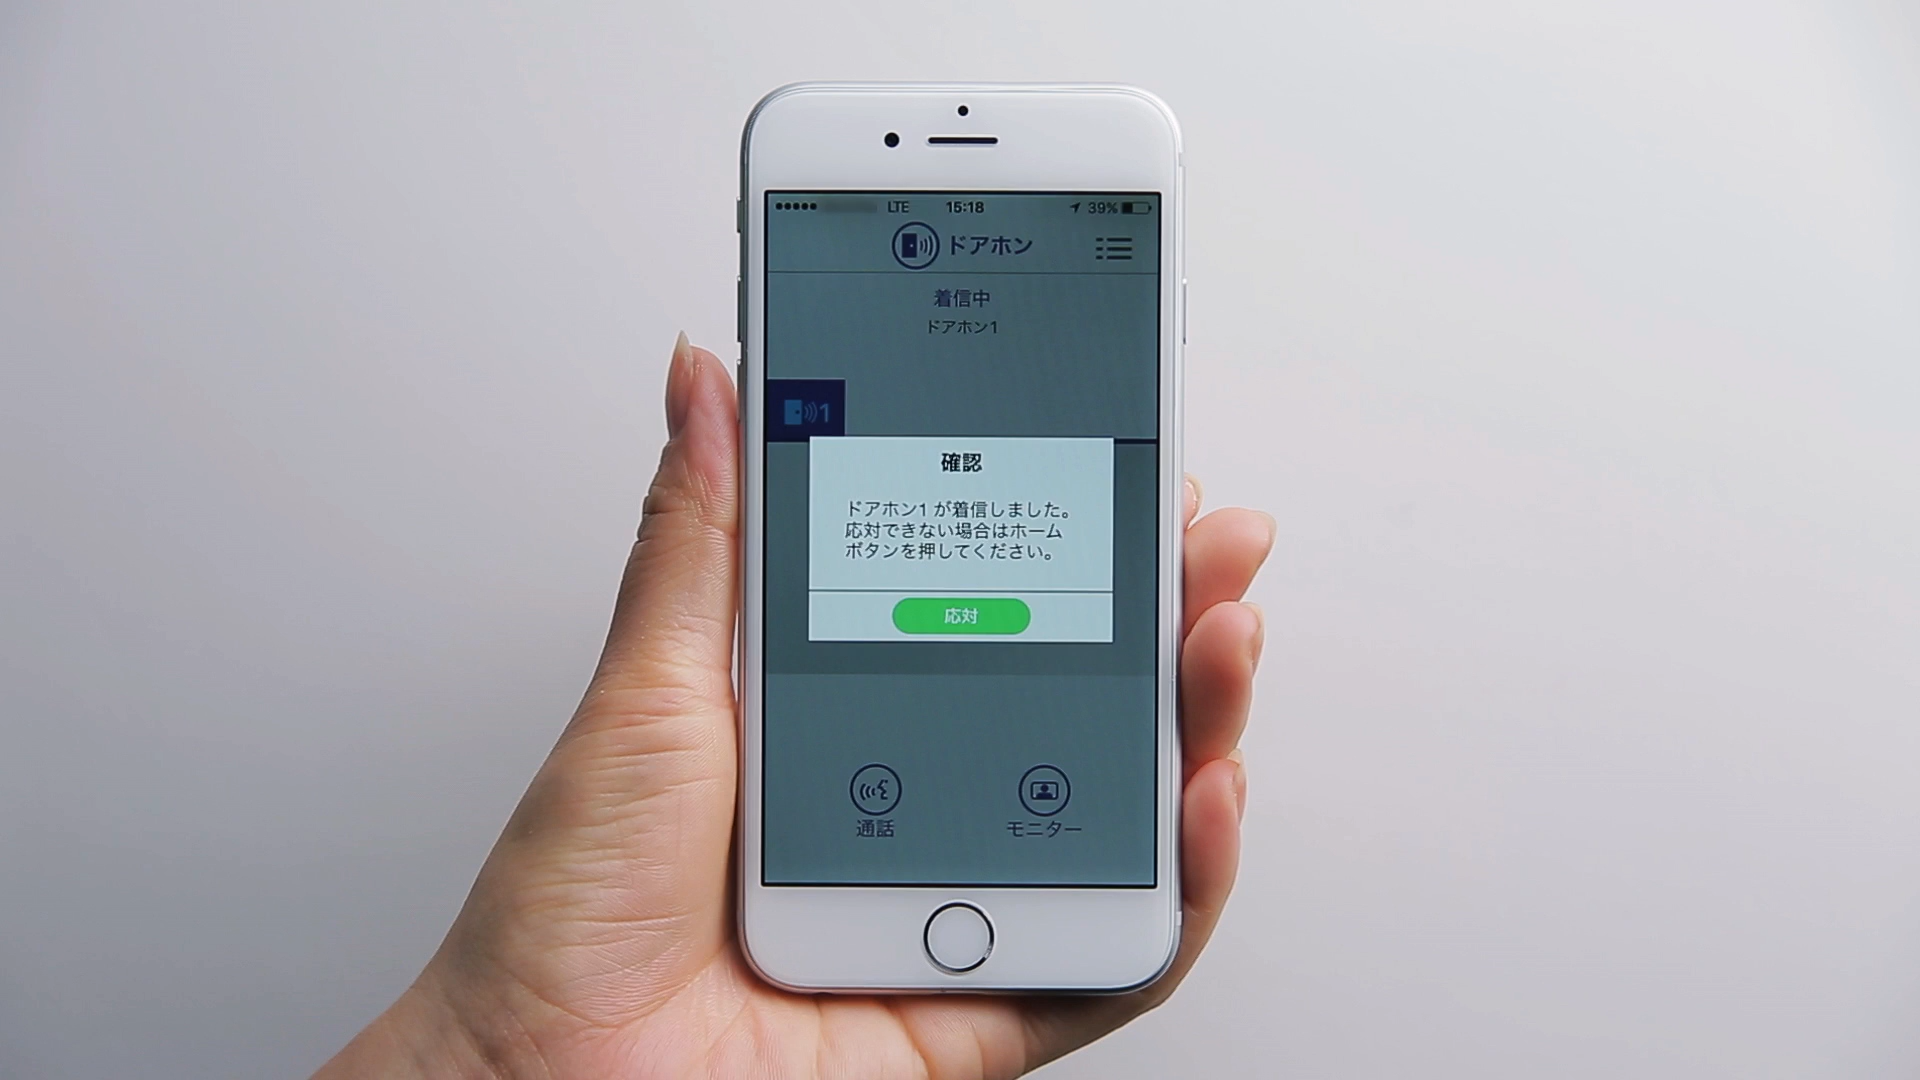 LTE 15:18 39%
ドアホン
着信中
ドアホン1
1
確認
ドアホン1 が着信しました。
応対できない場合はホーム
ボタンを押してください。
応対
通話 モニター